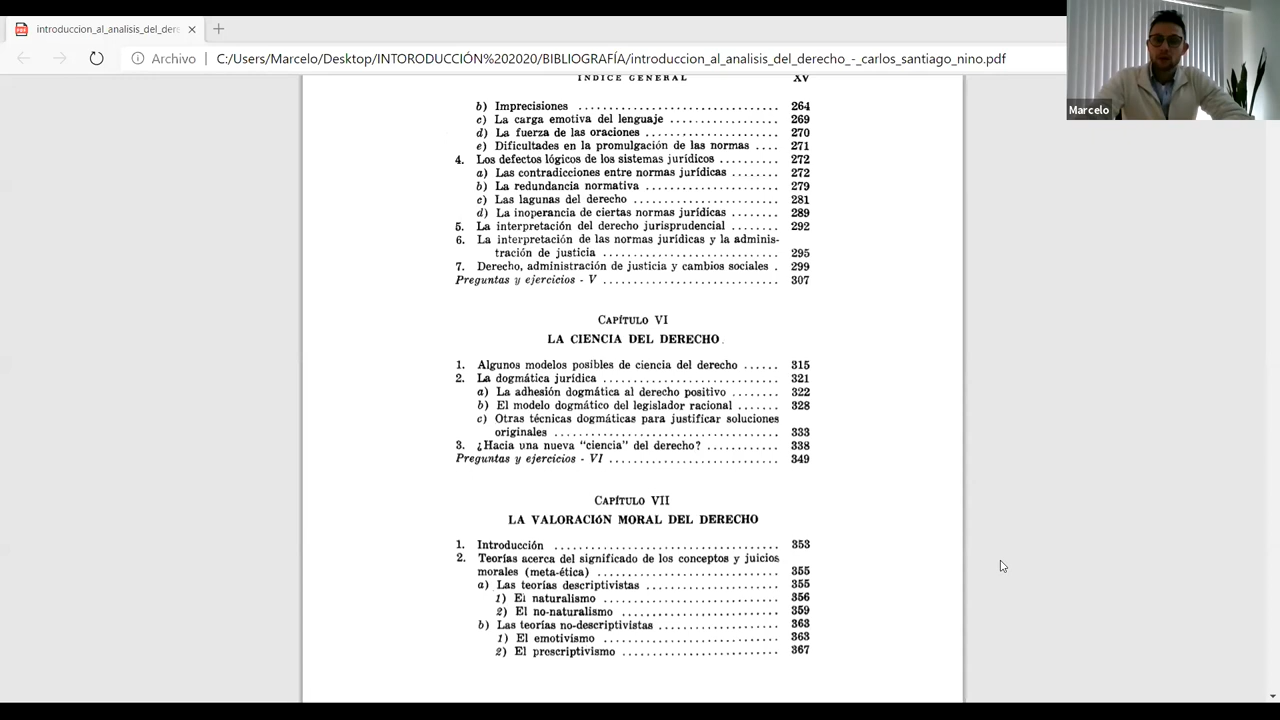 introduccion_al_analisis_del_dere
Archivo
C:/Users/Marcelo/Desktop/INTORODUCCIÓN%202020/BIBLIOGRAFÍA/introduccion_al_analisis_del_derecho_-_carlos_santiago_nino.pdf
Marcelo
INDICE GENERAL XV
b) Imprecisiones ................................ 264
c) La carga emotiva del lenguaje ................. 269
d) La fuerza de las oraciones ...................... 270
e) Dificultades en la promulgación de las normas .... 271
4. Los defectos lógicos de los sistemas jurídicos .......... 272
a) Las contradicciones entre normas jurídicas ........ 272
b) La redundancia normativa ...................... 279
c) Las lagunas del derecho ........................ 281
d) La inoperancia de ciertas normas jurídicas ........ 289
5. La interpretación del derecho jurisprudencial ......... 292
6. La interpretación de las normas jurídicas y la adminis-
tración de justicia ............................. 295
7. Derecho, administración de justicia y cambios sociales . 299
Preguntas y ejercicios - V ............................ 307
CAPÍTULO VI
LA CIENCIA DEL DERECHO
1. Algunos modelos posibles de ciencia del derecho ...... 315
2. La dogmática jurídica ............................ 321
a) La adhesión dogmática al derecho positivo ........ 322
b) El modelo dogmático del legislador racional ....... 328
c) Otras técnicas dogmáticas para justificar soluciones
originales .................................... 333
3. ¿Hacia una nueva "ciencia" del derecho? ............ 338
Preguntas y ejercicios - VI ........................... 349
CAPÍTULO VII
LA VALORACIÓN MORAL DEL DERECHO
1. Introducción .................................... 353
2. Teorías acerca del significado de los conceptos y juicios
morales (meta-ética) ............................. 355
a) Las teorías descriptivistas ...................... 355
1) El naturalismo ............................. 356
2) El no-naturalismo .......................... 359
b) Las teorías no-descriptivistas .................... 363
1) El emotivismo ............................. 363
2) El prescriptivismo ......................... 367